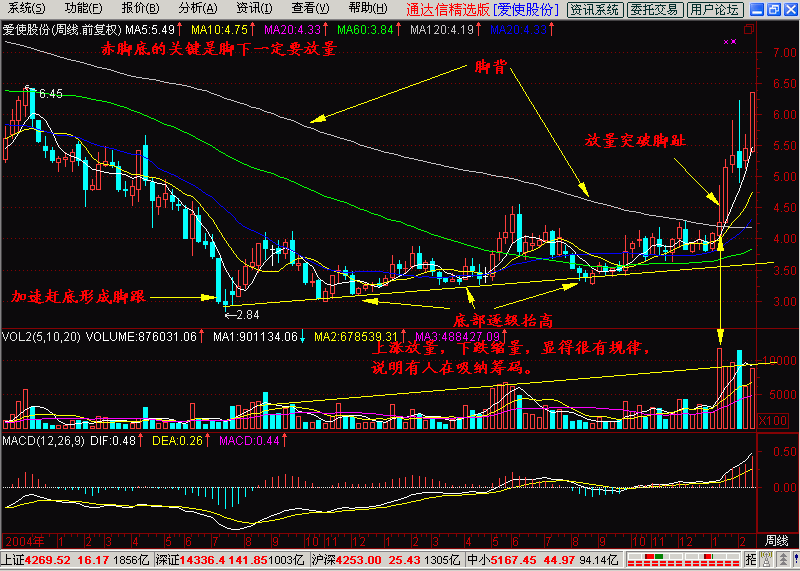 系统(S) 功能(F) 报价(B) 分析(A) 资讯(I) 查看(V) 帮助(H) 通达信精选版 [爱使股份] 资讯系统 委托交易 用户论坛
爱使股份(周线.前复权) MA5:5.49↑ MA10:4.75↑ MA20:4.33↑ MA60:3.84↑ MA120:4.19↑ MA20:4.33↑
赤脚底的关键是脚下一定要放量
7.00
脚背
6.50
6.45
6.00
放量突破脚趾
5.50
5.00
4.50
4.00
3.50
加速赶底形成脚跟
3.00
2.84
底部逐级抬高
VOL2(5,10,20) VOLUME:876031.06↑ MA1:901134.06↓ MA2:678539.31↑ MA3:488427.09↑
上涨放量，下跌缩量，显得很有规律，
说明有人在吸纳筹码。
10000
5000
X100
MACD(12,26,9) DIF:0.48↑ DEA:0.26↑ MACD:0.44↑
0.50
0.00
2004年 1 2 3 4 5 6 7 8 9 10 11 12 1 2 3 4 5 6 7 8 9 10 11 12 1 2 周线
上证4269.52 16.17 1856亿 深证14336.4 141.85 1003亿 沪深4253.00 25.43 1305亿 中小5167.45 44.97 94.14亿 招